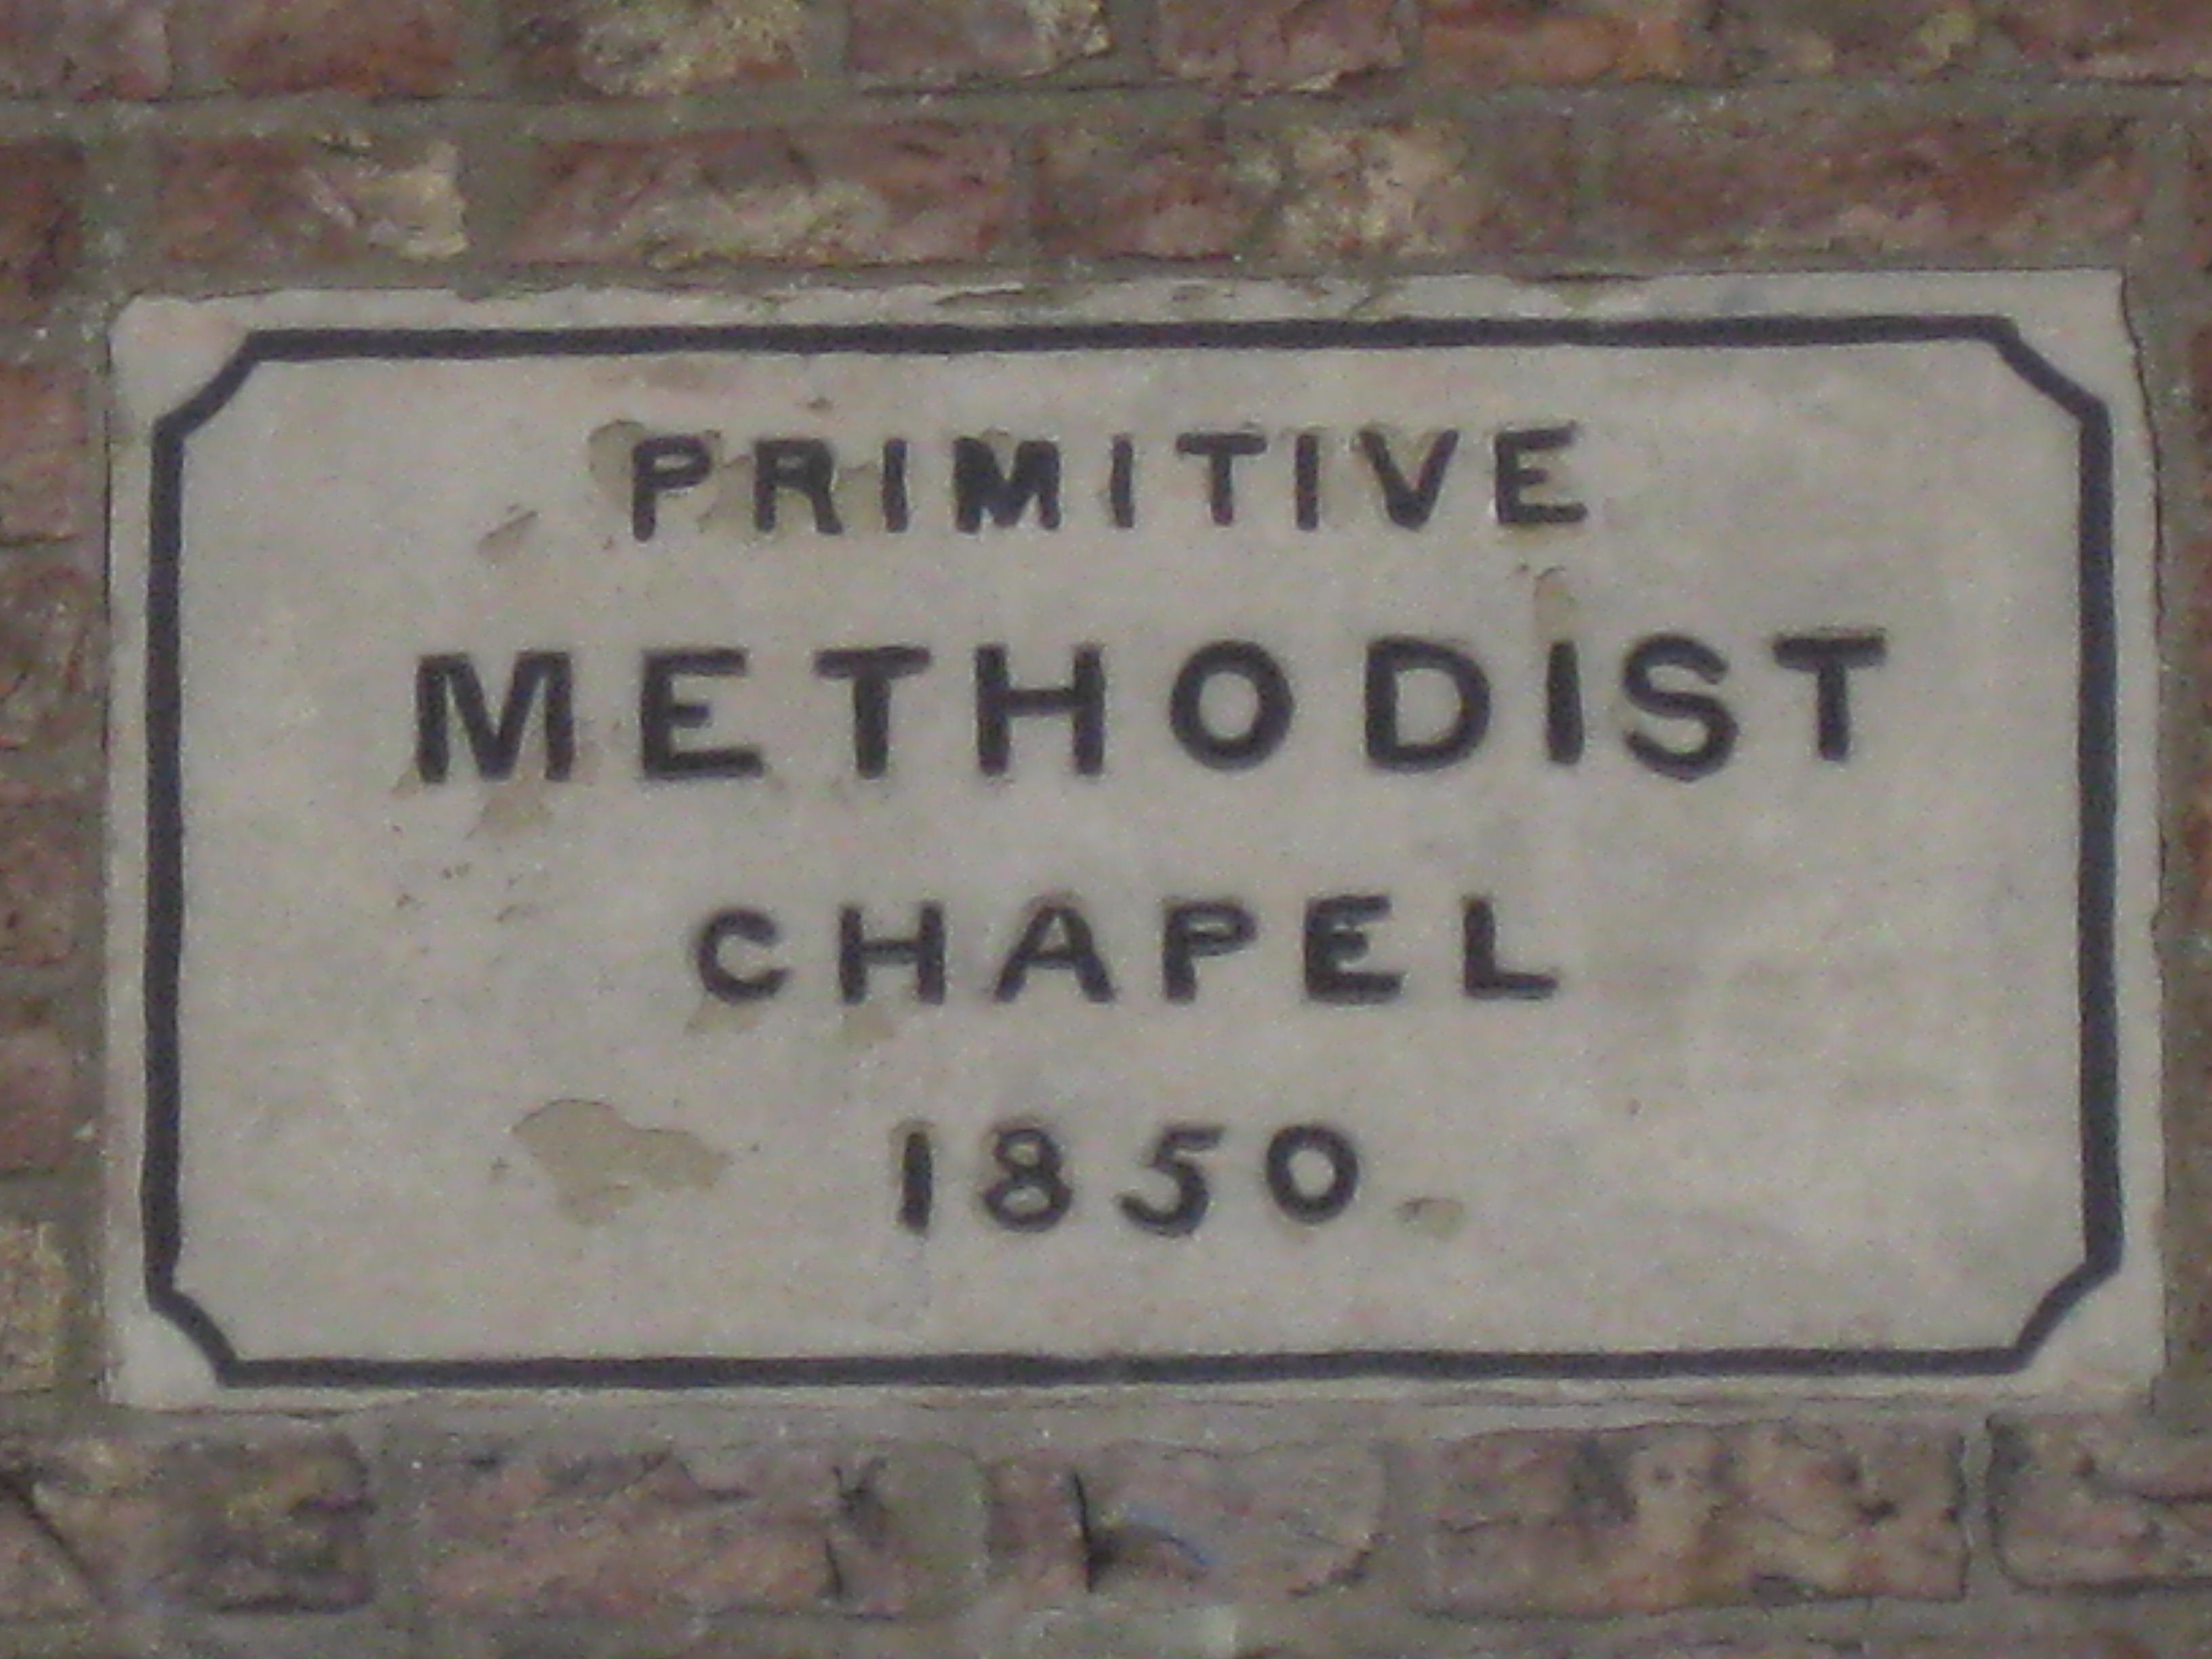 PRIMITIVE
METHODIST
CHAPEL
1850